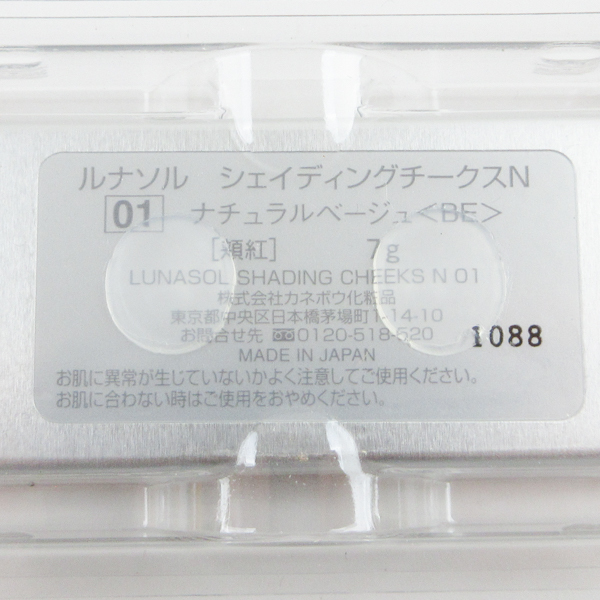 ルナソル シェイディングチークスN
01 ナチュラルベージュ<BE>
[頬紅] 7g
LUNASOL SHADING CHEEKS N 01
株式会社カネボウ化粧品
東京都中央区日本橋茅場町1-14-10
お問合せ先 0120-518-520
MADE IN JAPAN
1088
お肌に異常が生じていないかよく注意してご使用ください。
お肌に合わない時はご使用をおやめください。